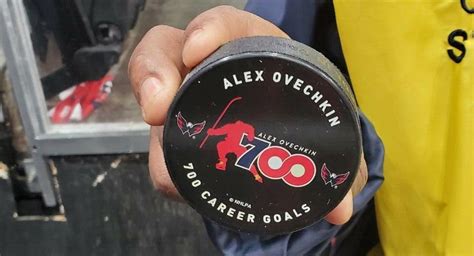 ALEX OVECHKIN
ALEX OVECHKIN
700
© NHLPA
700 CAREER GOALS
S